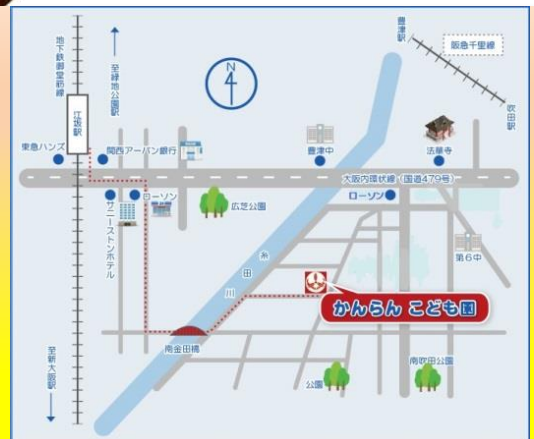 地下鉄御堂筋線
至緑地公園駅
N
豊津駅
阪急千里線
吹田駅
江坂駅
東急ハンズ
関西アーバン銀行
豊津中
法華寺
大阪内環状線（国道479号）
サニーストンホテル
ローソン
広芝公園
ローソン
糸田川
第6中
かんらん こども園
南金田橋
至新大阪駅
公園
南吹田公園